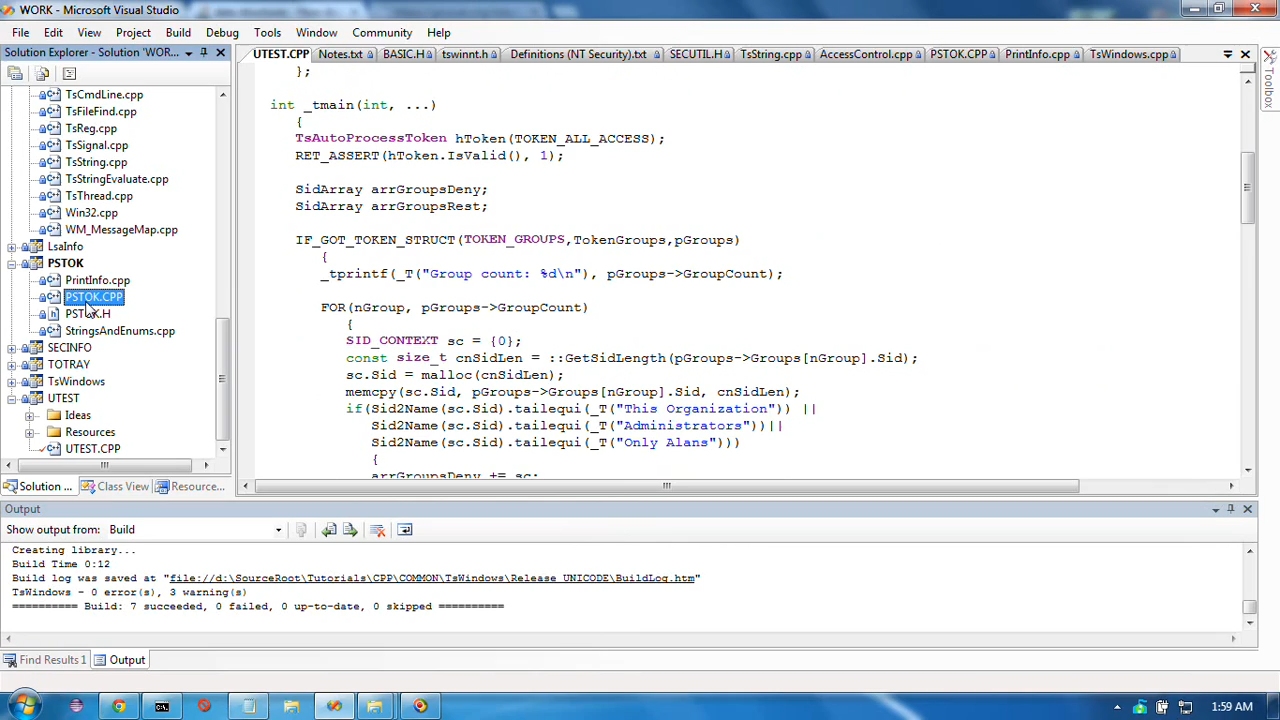 WORK - Microsoft Visual Studio
File Edit View Project Build Debug Tools Window Community Help
Solution Explorer - Solution 'WOR...
UTEST.CPP Notes.txt BASIC.H tswinnt.h Definitions (NT Security).txt SECUTIL.H TsString.cpp AccessControl.cpp PSTOK.CPP PrintInfo.cpp TsWindows.cpp
Toolbox
TsCmdLine.cpp
TsFileFind.cpp
TsReg.cpp
TsSignal.cpp
TsString.cpp
TsStringEvaluate.cpp
TsThread.cpp
Win32.cpp
WM_MessageMap.cpp
LsaInfo
PSTOK
PrintInfo.cpp
PSTOK.CPP
PSTOK.H
StringsAndEnums.cpp
SECINFO
TOTRAY
TsWindows
UTEST
Ideas
Resources
UTEST.CPP
Solution ... Class View Resource...
};
int _tmain(int, ...)
{
TsAutoProcessToken hToken(TOKEN_ALL_ACCESS);
RET_ASSERT(hToken.IsValid(), 1);
SidArray arrGroupsDeny;
SidArray arrGroupsRest;
IF_GOT_TOKEN_STRUCT(TOKEN_GROUPS,TokenGroups,pGroups)
{
_tprintf(_T("Group count: %d\n"), pGroups->GroupCount);
FOR(nGroup, pGroups->GroupCount)
{
SID_CONTEXT sc = {0};
const size_t cnSidLen = ::GetSidLength(pGroups->Groups[nGroup].Sid);
sc.Sid = malloc(cnSidLen);
memcpy(sc.Sid, pGroups->Groups[nGroup].Sid, cnSidLen);
if(Sid2Name(sc.Sid).tailequi(_T("This Organization")) ||
Sid2Name(sc.Sid).tailequi(_T("Administrators"))||
Sid2Name(sc.Sid).tailequi(_T("Only Alans")))
{
arrGroupsDeny += sc;
Output
Show output from: Build
Creating library...
Build Time 0:12
Build log was saved at "file://d:\SourceRoot\Tutorials\CPP\COMMON\TsWindows\Release_UNICODE\BuildLog.htm"
TsWindows - 0 error(s), 3 warning(s)
========== Build: 7 succeeded, 0 failed, 0 up-to-date, 0 skipped ==========
Find Results 1 Output
1:59 AM